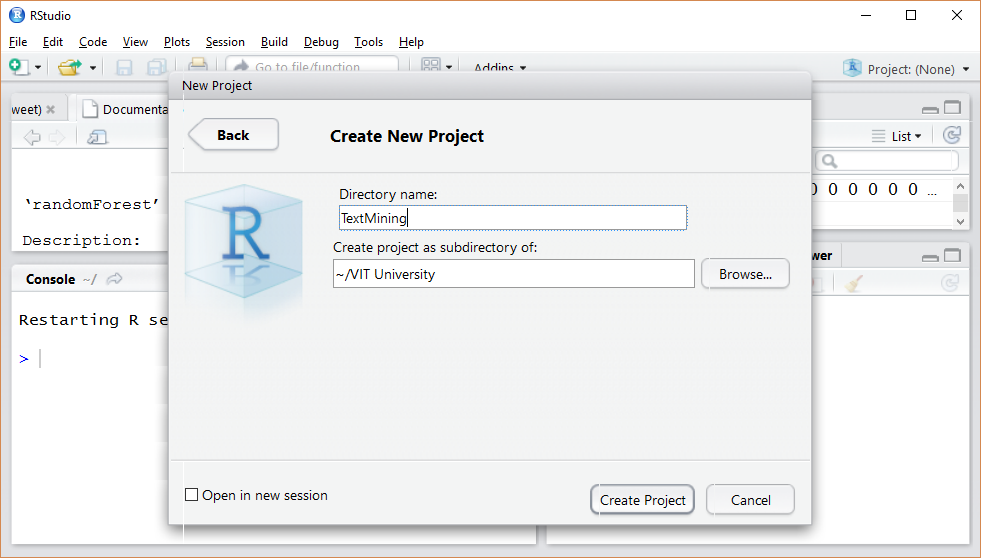 RStudio
File Edit Code View Plots Session Build Debug Tools Help
Go to file/function Addins Project: (None)
New Project
weet) Documenta
Back Create New Project
List
Directory name:
TextMining
0 0 0 0 0 0 ...
‘randomForest’
R
Description:
Create project as subdirectory of:
~/VIT University Browse...
wer
Console ~/
Restarting R se
>
Open in new session Create Project Cancel